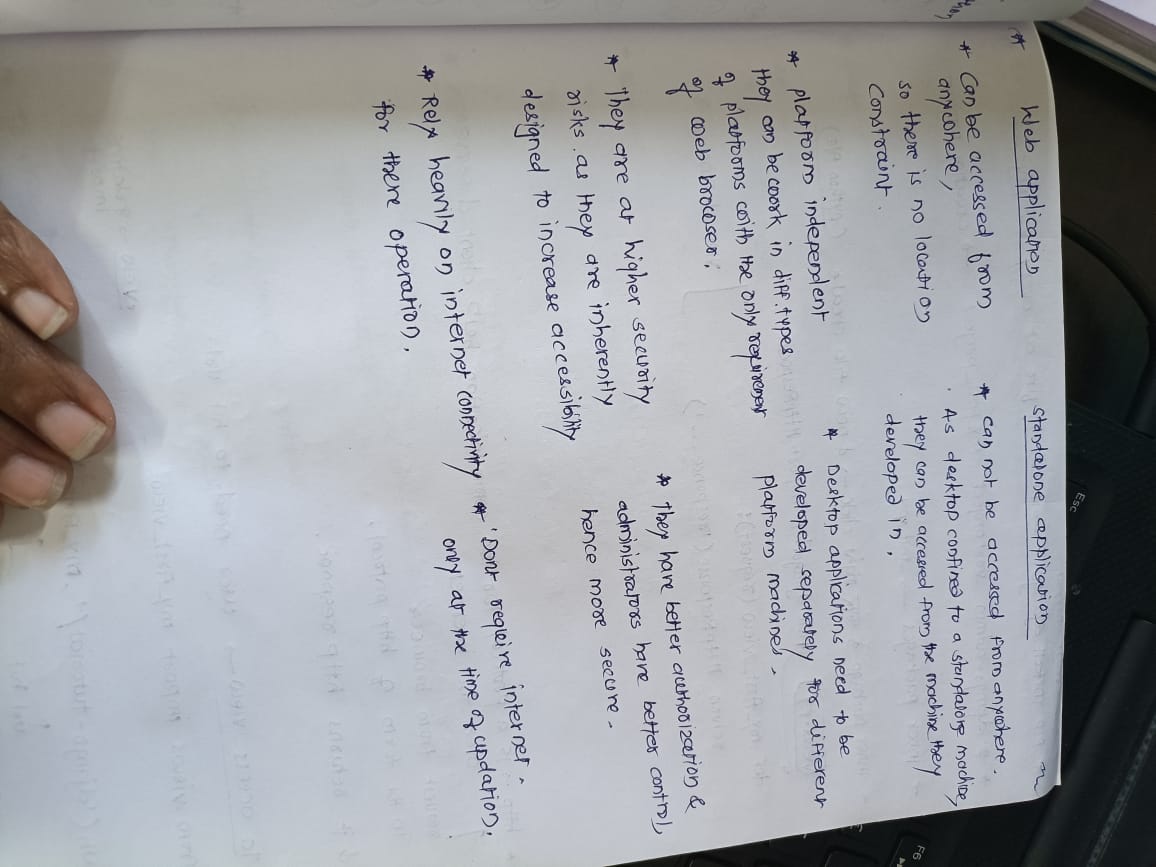 * Web application
* Can be accessed from
anywhere,
so there is no location
Constraint.
* platform independent
they can be work in diff. types
of platforms with the only requirement
of web browser.
* They are at higher security
risks. as they are inherently
designed to increase accessibility
* Rely heavily on internet connectivity
for there operation.
Standalone application
* Can not be accessed from anywhere.
As desktop confined to a standalone machine,
they can be accessed from the machine they
developed in.
* Desktop applications need to be
developed separately for different
platform machines.
* They have better authorization &
administrators have better control,
hence more secure.
* Dont require internet.
only at the time of updation.
Esc
F6